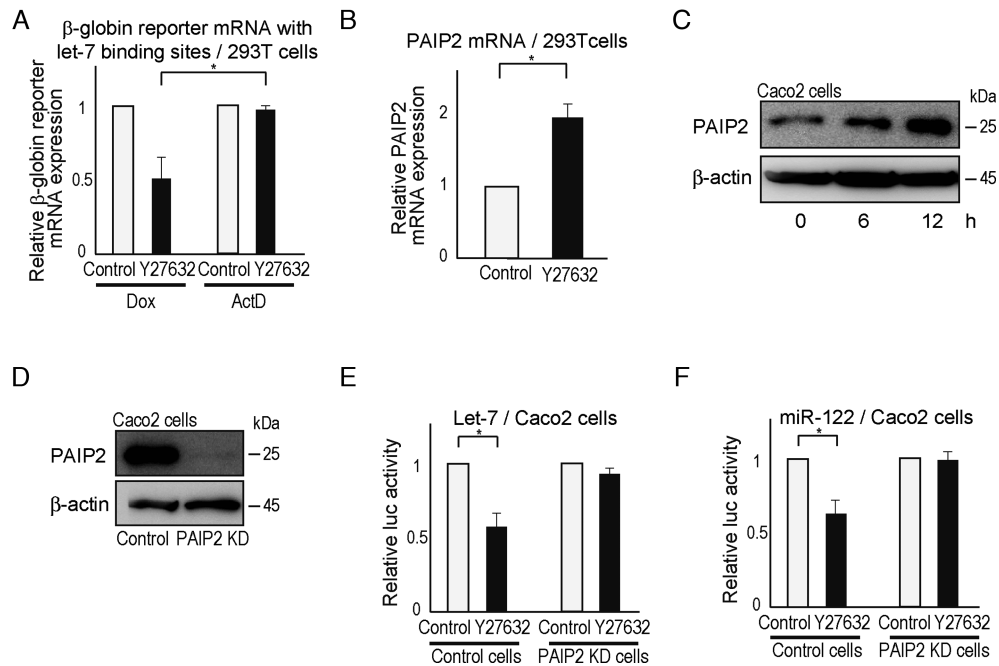 A
β-globin reporter mRNA with
let-7 binding sites / 293T cells
*
Relative β-globin reporter
mRNA expression
1
0.5
0
Control Y27632 Control Y27632
Dox ActD
B
PAIP2 mRNA / 293Tcells
*
Relative PAIP2
mRNA expression
2
1
0
Control Y27632
C
Caco2 cells kDa
PAIP2 25
β-actin 45
0 6 12 h
D
Caco2 cells kDa
PAIP2 25
β-actin 45
Control PAIP2 KD
E
Let-7 / Caco2 cells
*
Relative luc activity
1
0.5
0
Control Y27632 Control Y27632
Control cells PAIP2 KD cells
F
miR-122 / Caco2 cells
*
Relative luc activity
1
0.5
0
Control Y27632 Control Y27632
Control cells PAIP2 KD cells